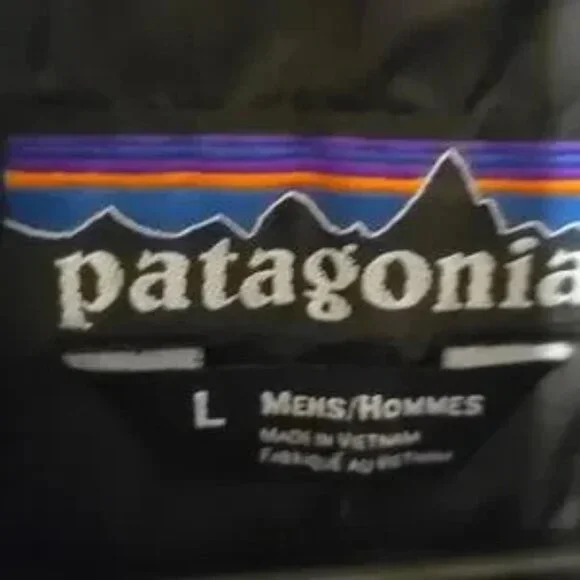 patagonia
L MENS/HOMMES
MADE IN VIETNAM
FABRIQUÉ AU VIETNAM